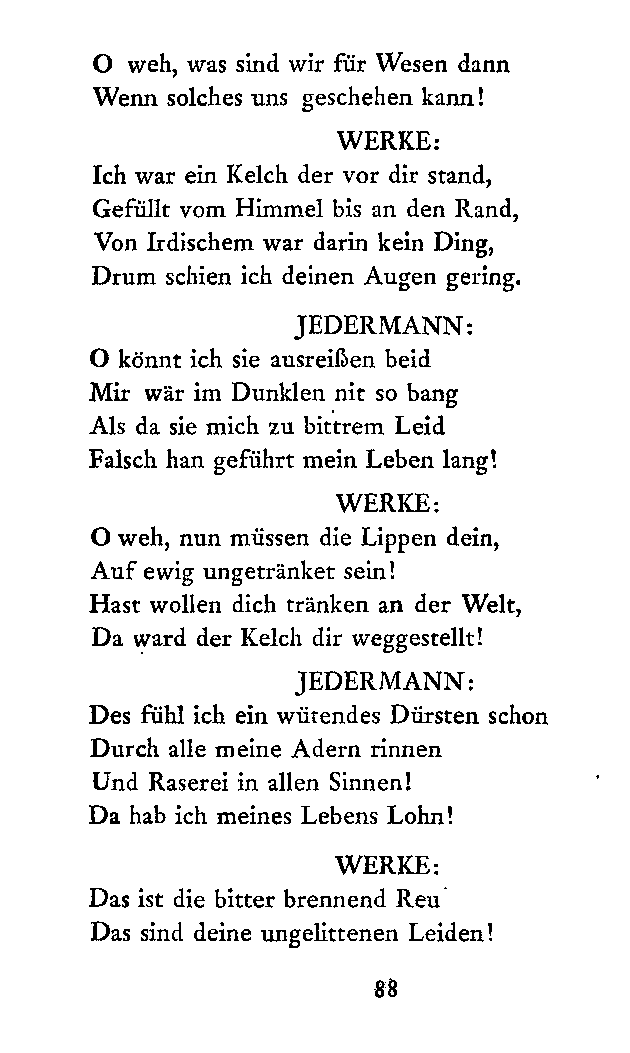 O weh, was sind wir für Wesen dann
Wenn solches uns geschehen kann!
WERKE:
Ich war ein Kelch der vor dir stand,
Gefüllt vom Himmel bis an den Rand,
Von Irdischem war darin kein Ding,
Drum schien ich deinen Augen gering.
JEDERMANN:
O könnt ich sie ausreißen beid
Mir wär im Dunklen nit so bang
Als da sie mich zu bittrem Leid
Falsch han geführt mein Leben lang!
WERKE:
O weh, nun müssen die Lippen dein,
Auf ewig ungetränket sein!
Hast wollen dich tränken an der Welt,
Da ward der Kelch dir weggestellt!
JEDERMANN:
Des fühl ich ein wütendes Dürsten schon
Durch alle meine Adern rinnen
Und Raserei in allen Sinnen!
Da hab ich meines Lebens Lohn!
WERKE:
Das ist die bitter brennend Reu
Das sind deine ungelittenen Leiden!
88